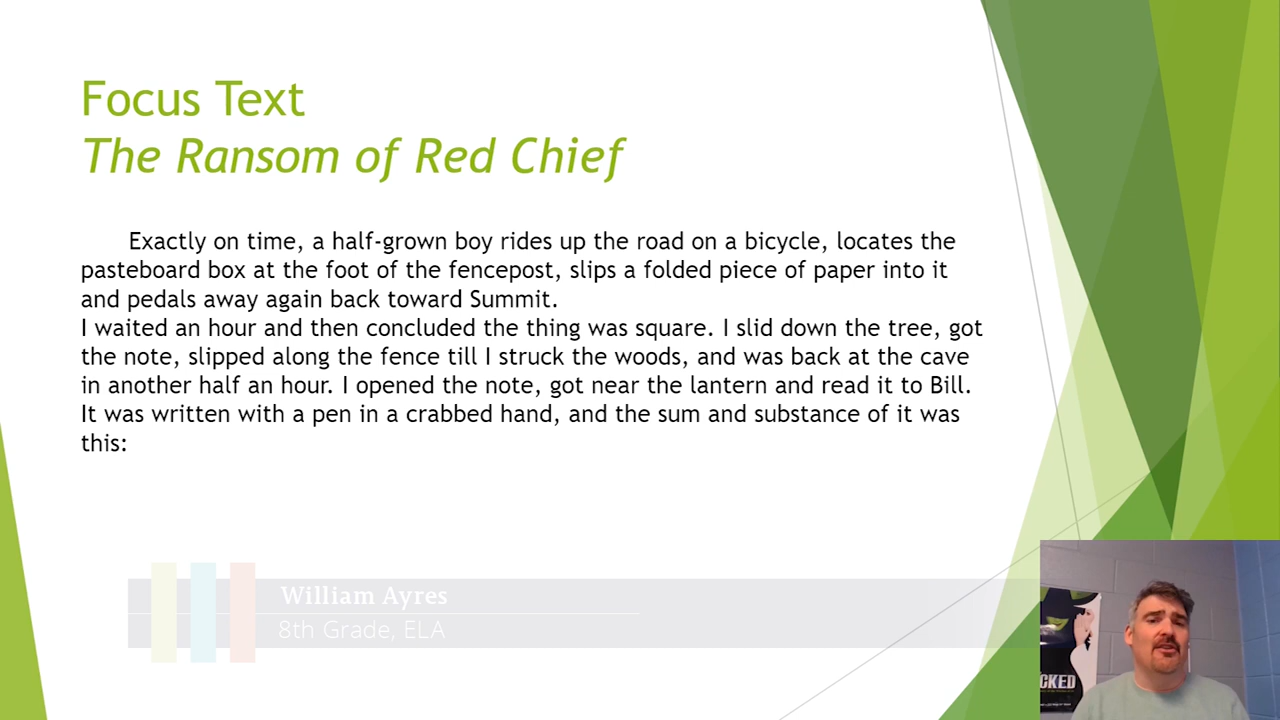 Focus Text
The Ransom of Red Chief
Exactly on time, a half-grown boy rides up the road on a bicycle, locates the
pasteboard box at the foot of the fencepost, slips a folded piece of paper into it
and pedals away again back toward Summit.
I waited an hour and then concluded the thing was square. I slid down the tree, got
the note, slipped along the fence till I struck the woods, and was back at the cave
in another half an hour. I opened the note, got near the lantern and read it to Bill.
It was written with a pen in a crabbed hand, and the sum and substance of it was
this:
William Ayres
8th Grade, ELA
CKED